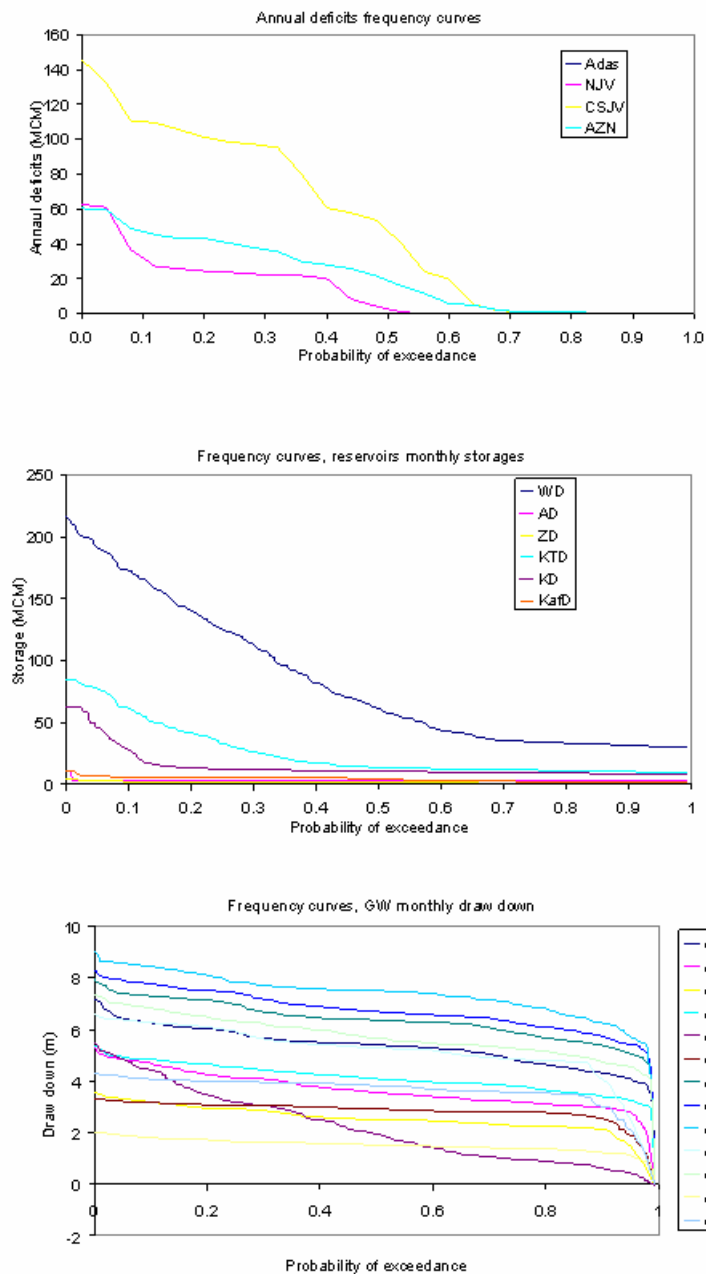 Annual deficits frequency curves
160
140
120
100
80
60
40
20
0
Annaul deficits (MCM)
Adas
NJV
CSJV
AZN
0.0 0.1 0.2 0.3 0.4 0.5 0.6 0.7 0.8 0.9 1.0
Probability of exceedance
Frequency curves, reservoirs monthly storages
250
200
150
100
50
0
Storage (MCM)
WD
AD
ZD
KTD
KD
KafD
0 0.1 0.2 0.3 0.4 0.5 0.6 0.7 0.8 0.9 1
Probability of exceedance
Frequency curves, GW monthly draw down
10
8
6
4
2
0
-2
Draw down (m)
0 0.2 0.4 0.6 0.8 1
Probability of exceedance